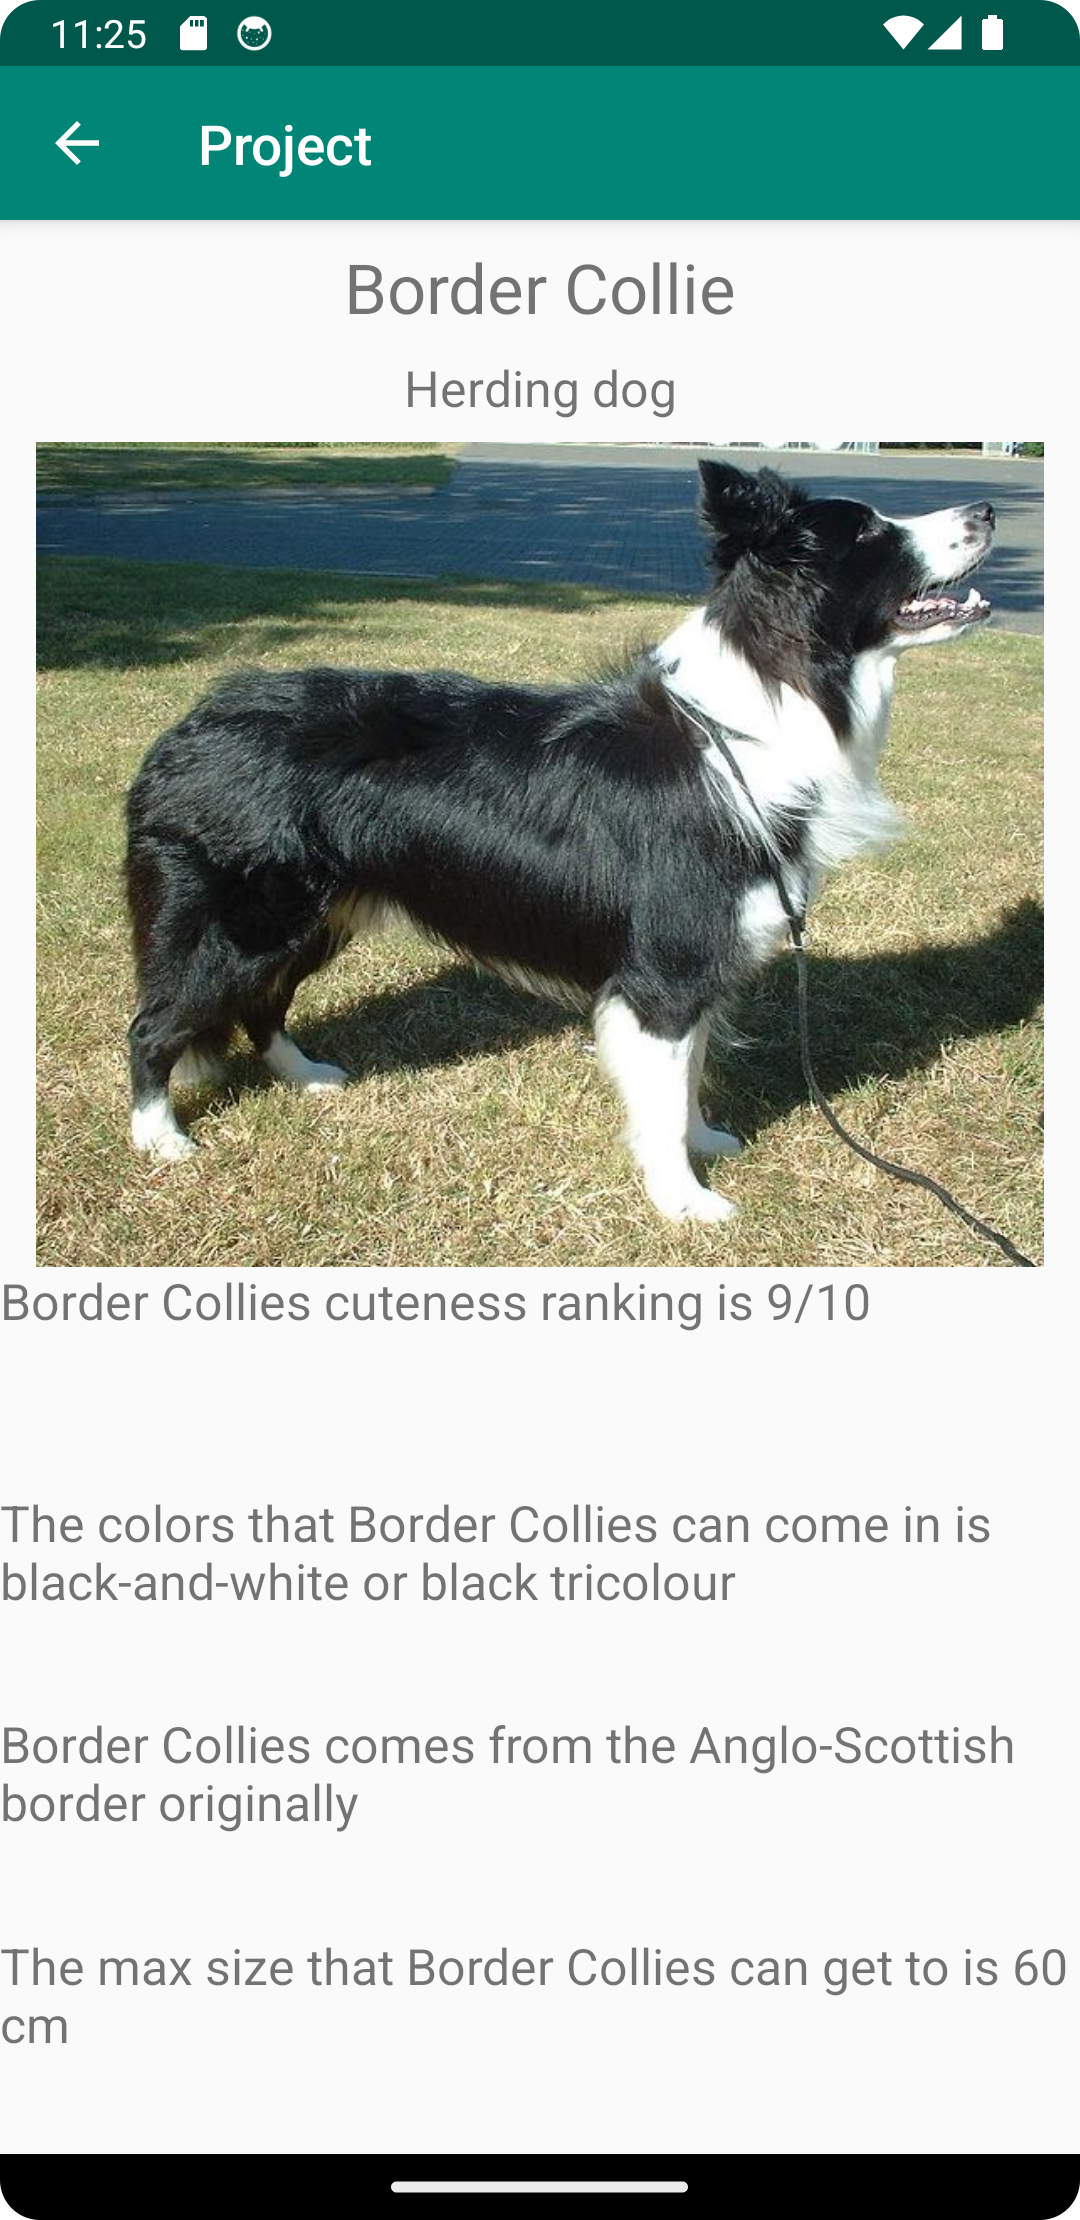 11:25
Project
Border Collie
Herding dog
Border Collies cuteness ranking is 9/10
The colors that Border Collies can come in is
black-and-white or black tricolour
Border Collies comes from the Anglo-Scottish
border originally
The max size that Border Collies can get to is 60
cm